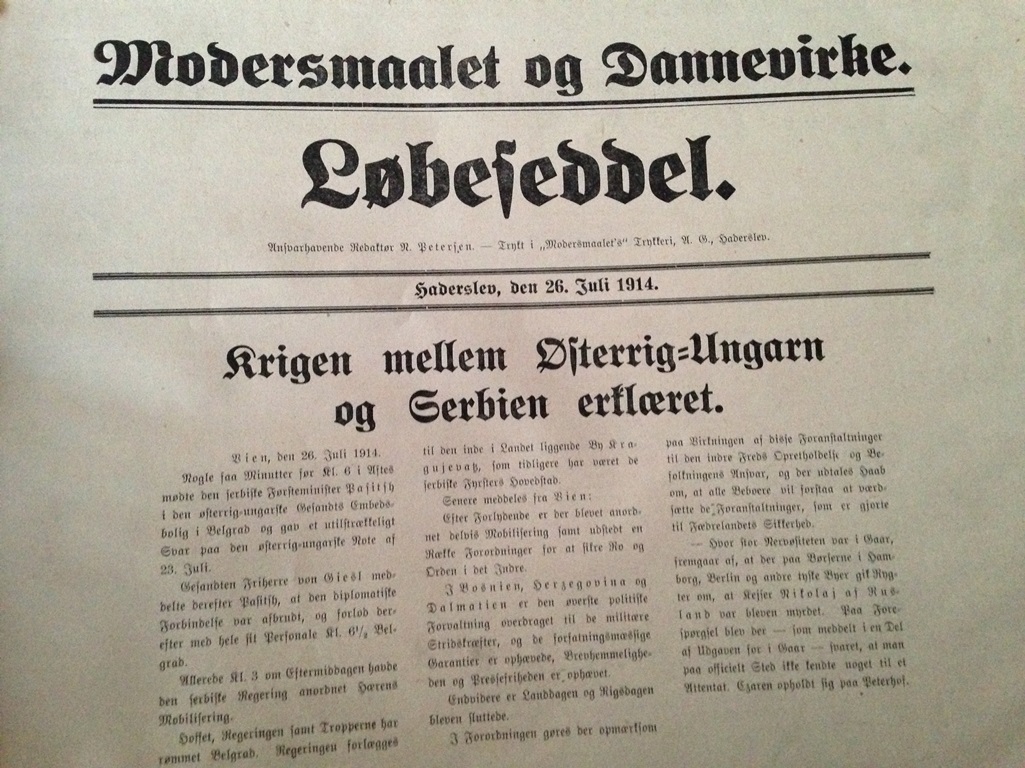 Modersmaalet og Dannevirke.
Løbeseddel.
Ansvarhavende Redaktør N. Petersen. — Trykt i „Modersmaalet's“ Trykkeri, A. G., Haderslev.
Haderslev, den 26. Juli 1914.
Krigen mellem Østerrig-Ungarn
og Serbien erklæret.
Vien, den 26. Juli 1914.
Nogle faa Minutter før Kl. 6 i Aftes
mødte den serbiske Førsteminister Pasitsh
i den østerrig-ungarske Gesandts Embeds-
bolig i Belgrad og gav et utilstrækkeligt
Svar paa den østerrig-ungarske Note af
23. Juli.
Gesandten Friherre von Giesl med-
delte derefter Pasitsh, at den diplomatiske
Forbindelse var afbrudt, og forlod der-
efter med hele sit Personale Kl. 6½ Bel-
grad.
Allerede Kl. 3 om Eftermiddagen havde
den serbiske Regering anordnet Hærens
Mobilisering.
Hoffet, Regeringen samt Tropperne har
rømmet Belgrad. Regeringen forlægges
til den inde i Landet liggende By Kra-
gujevatz, som tidligere har været de
serbiske Fyrsters Hovedstad.
Senere meddeles fra Vien:
Efter Forlydende er der blevet anord-
net delvis Mobilisering samt udstedt en
Række Forordninger for at sikre Ro og
Orden i det Indre.
I Bosnien, Herzegovina og
Dalmatien er den øverste politiske
Forvaltning overdraget til de militære
Stridskræfter, og de forfatningsmæssige
Garantier er ophævede, Brevhemmelighe-
den og Pressefriheden er ophævet.
Endvidere er Landdagen og Rigsdagen
bleven sluttede.
I Forordningen gøres der opmærksom
paa Virkningen af disse Foranstaltninger
til den indre Freds Opretholdelse og Be-
folkningens Ansvar, og der udtales Haab
om, at alle Beboere vil forstaa at værd-
sætte de Foranstaltninger, som er gjorte
til Fædrelandets Sikkerhed.
— Hvor stor Nervøsiteten var i Gaar,
fremgaar af, at der paa Børserne i Ham-
borg, Berlin og andre tyske Byer gik Ryg-
ter om, at Kejser Nikolaj af Rus-
land var bleven myrdet. Paa Fore-
spørgsel blev der — som meddelt i en Del
af Udgaven for i Gaar — svaret, at man
paa officielt Sted ikke kendte noget til et
Attentat. Czaren opholdt sig paa Peterhof.